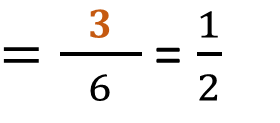 = 3/6 = 1/2